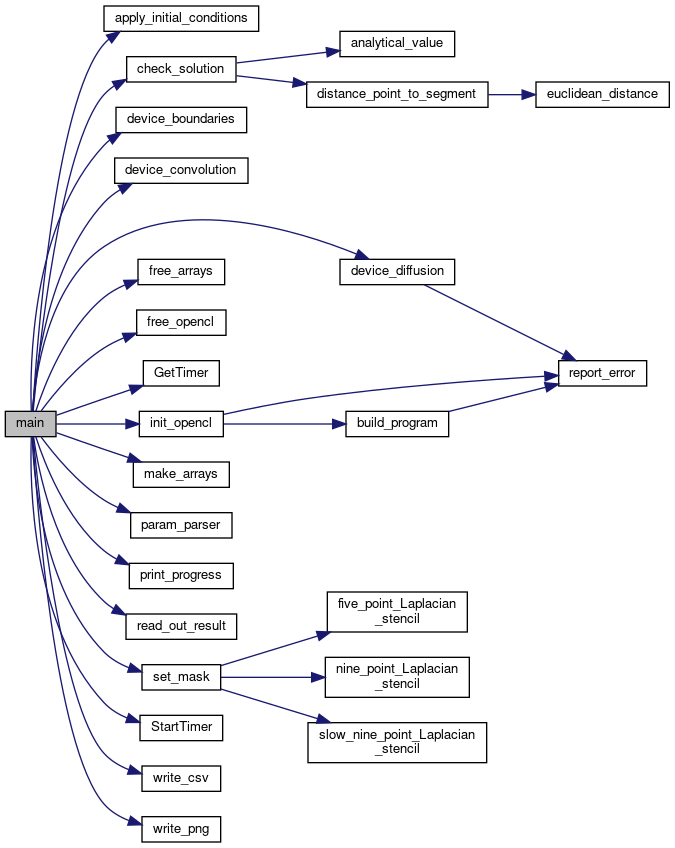 apply_initial_conditions
check_solution
analytical_value
distance_point_to_segment
euclidean_distance
device_boundaries
device_convolution
device_diffusion
free_arrays
free_opencl
GetTimer
report_error
main
init_opencl
build_program
make_arrays
param_parser
print_progress
read_out_result
five_point_Laplacian
_stencil
set_mask
nine_point_Laplacian
_stencil
StartTimer
slow_nine_point_Laplacian
_stencil
write_csv
write_png